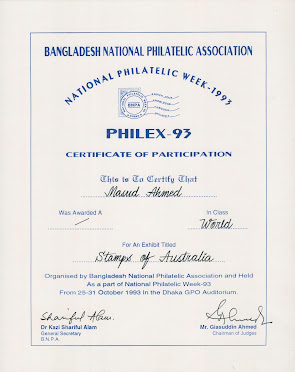 BANGLADESH NATIONAL PHILATELIC ASSOCIATION
NATIONAL PHILATELIC WEEK-1993
BNPA
PHILEX-93
CERTIFICATE OF PARTICIPATION
This is To Certify That
Masud Ahmed
Was Awarded A / In Class World
For An Exhibit Titled
Stamps of Australia
Organised by Bangladesh National Philatelic Association and Held
As a part of National Philatelic Week-93
From 25-31 October 1993 in the Dhaka GPO Auditorium.
Shariful Alam.
Dr Kazi Shariful Alam Mr. Giasuddin Ahmed
General Secretary Chairman of Judges
B.N.P.A.